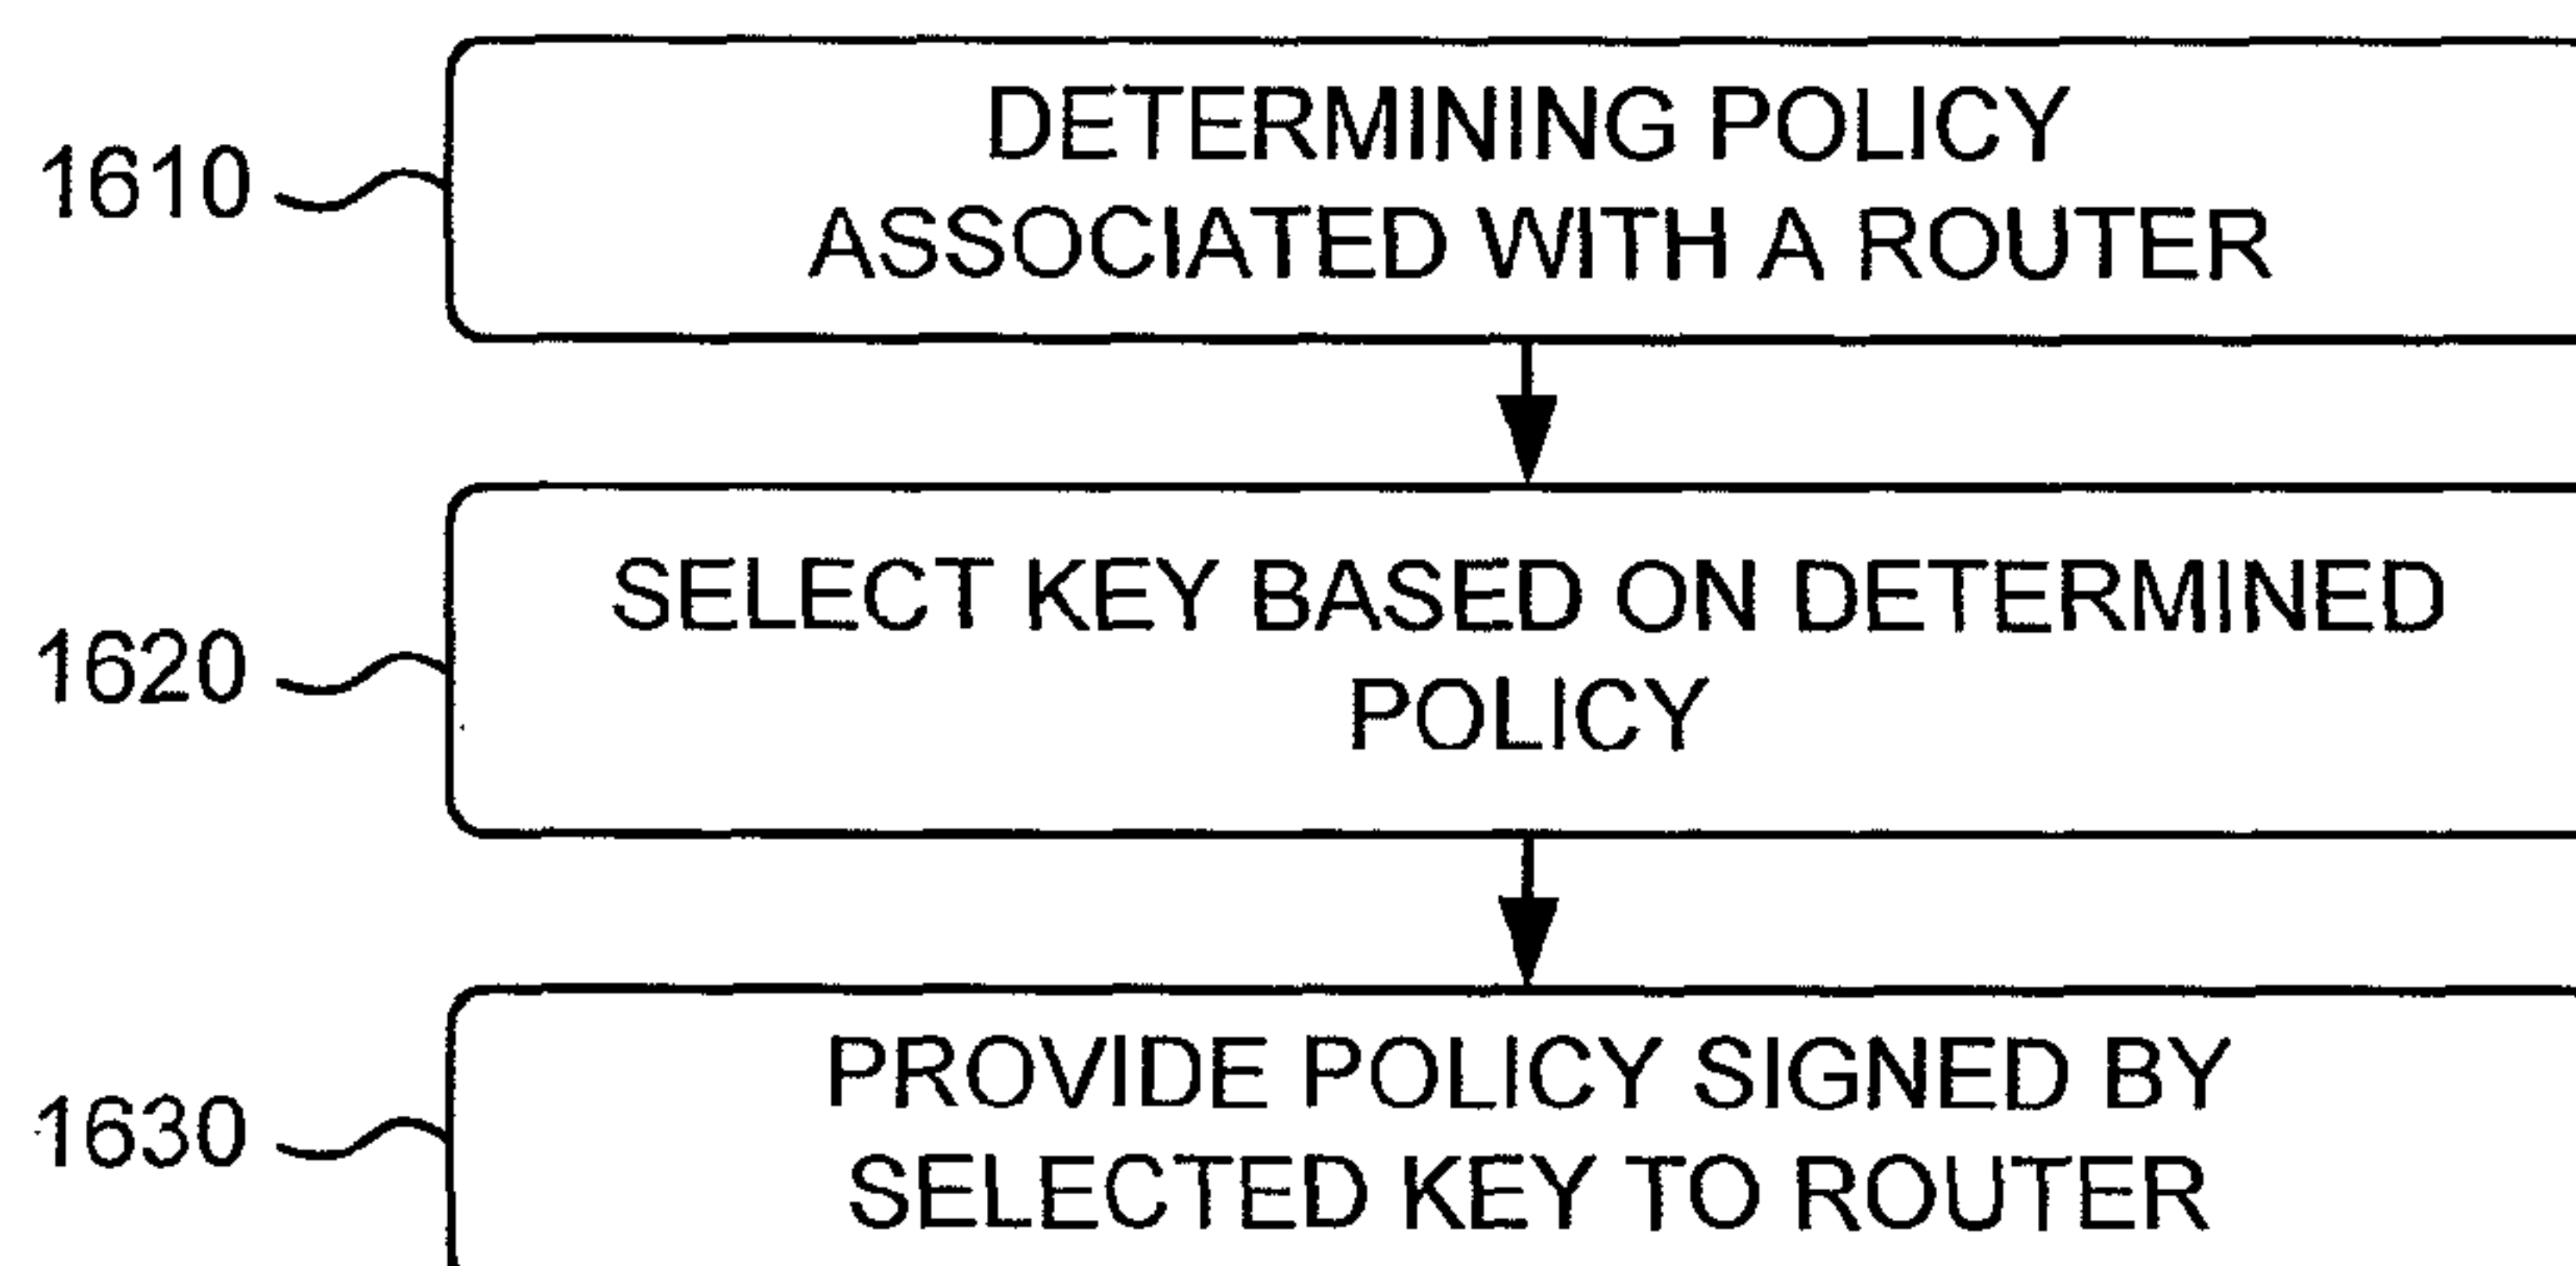 DETERMINING POLICY
1610
ASSOCIATED WITH A ROUTER
SELECT KEY BASED ON DETERMINED
1620
POLICY
PROVIDE POLICY SIGNED BY
1630
SELECTED KEY TO ROUTER